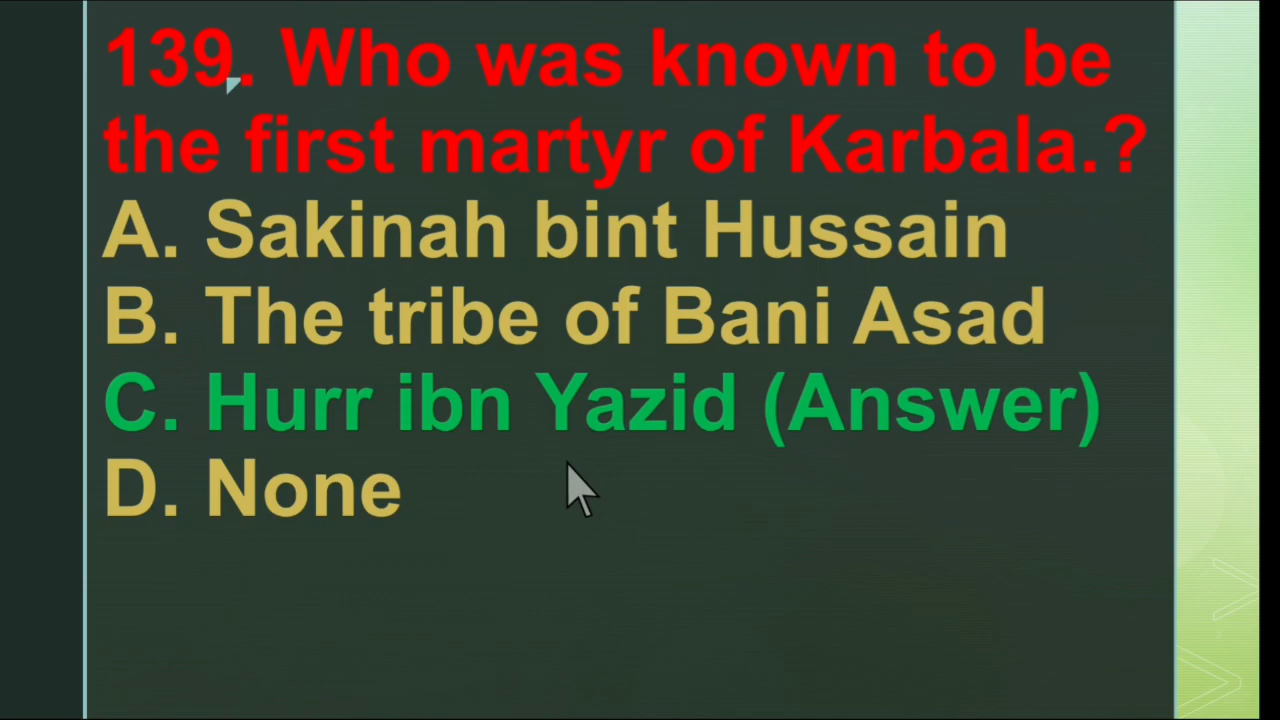 139. Who was known to be
the first martyr of Karbala.?
A. Sakinah bint Hussain
B. The tribe of Bani Asad
C. Hurr ibn Yazid (Answer)
D. None